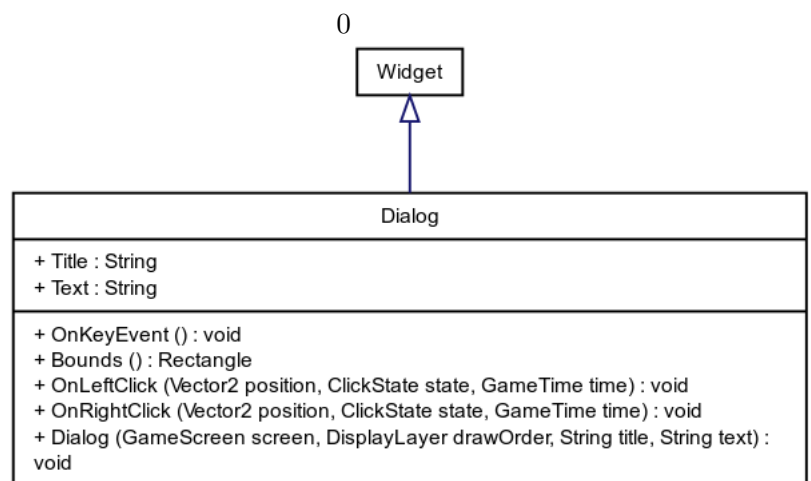 0
Widget
Dialog
+ Title : String
+ Text : String
+ OnKeyEvent () : void
+ Bounds () : Rectangle
+ OnLeftClick (Vector2 position, ClickState state, GameTime time) : void
+ OnRightClick (Vector2 position, ClickState state, GameTime time) : void
+ Dialog (GameScreen screen, DisplayLayer drawOrder, String title, String text) :
void